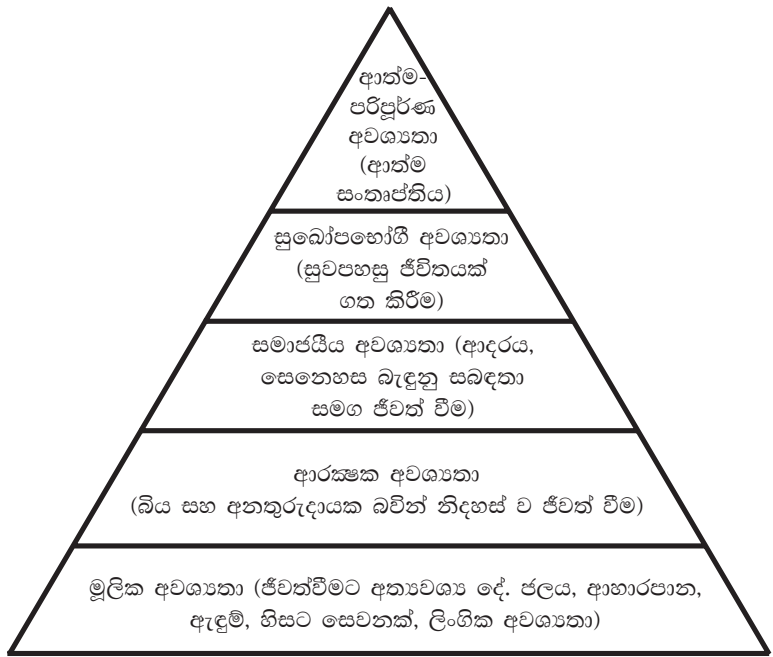 ආත්ම-
පරිපූර්ණ
අවශ්‍යතා
(ආත්ම
සංතෘප්තිය)
සුඛෝපභෝගී අවශ්‍යතා
(සුවපහසු ජීවිතයක්
ගත කිරීම)
සමාජයීය අවශ්‍යතා (ආදරය,
සෙනෙහස බැඳුනු සබඳතා
සමග ජීවත් වීම)
ආරක්‍ෂක අවශ්‍යතා
(බිය සහ අනතුරුදායක බවින් නිදහස් ව ජීවත් වීම)
මූලික අවශ්‍යතා (ජීවත්වීමට අත්‍යවශ්‍ය දේ. ජලය, ආහාරපාන,
ඇඳුම්, හිසට සෙවනක්, ලිංගික අවශ්‍යතා)